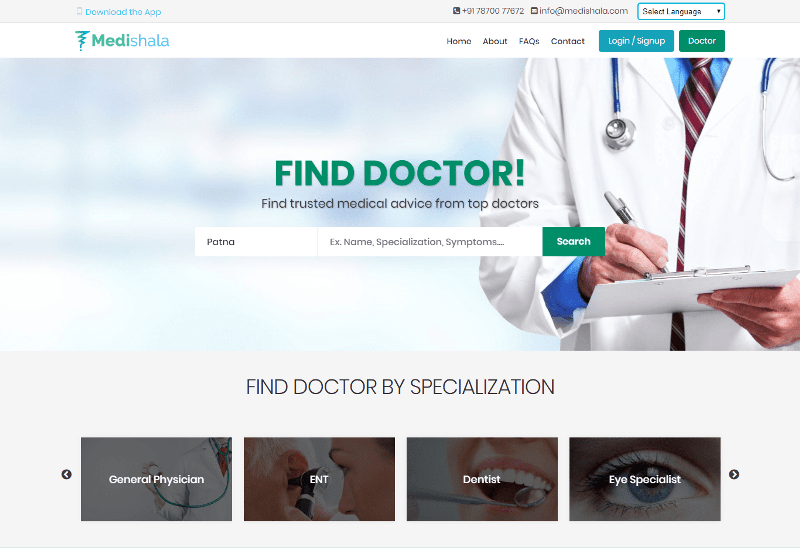 Download the App
+91 78700 77672 info@medishala.com Select Language
Medishala
Home About FAQs Contact Login / Signup Doctor
FIND DOCTOR!
Find trusted medical advice from top doctors
Patna Ex. Name, Specialization, Symptoms.... Search
FIND DOCTOR BY SPECIALIZATION
General Physician ENT Dentist Eye Specialist